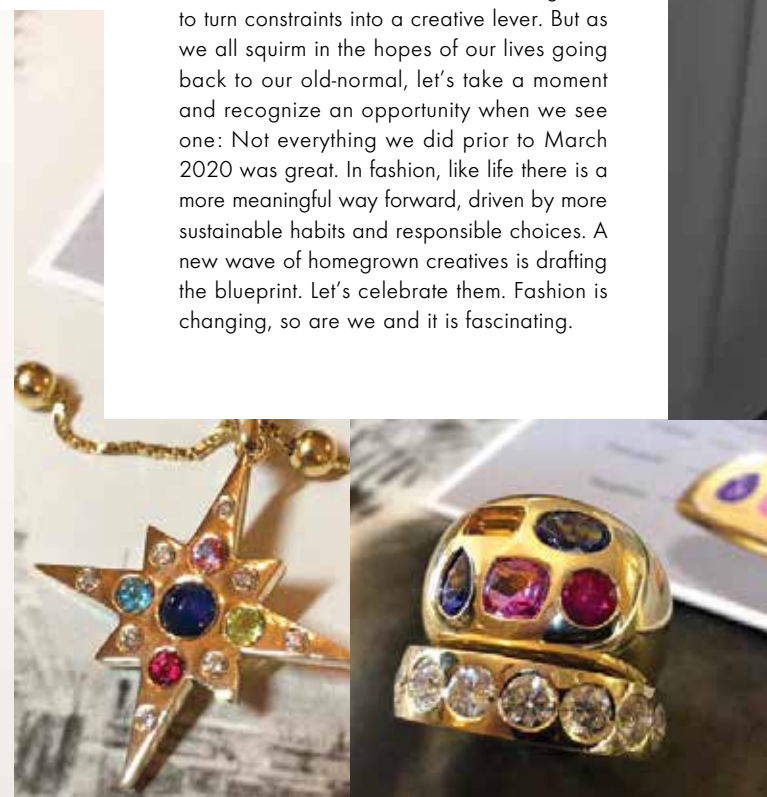 to turn constraints into a creative lever. But as
we all squirm in the hopes of our lives going
back to our old-normal, let’s take a moment
and recognize an opportunity when we see
one: Not everything we did prior to March
2020 was great. In fashion, like life there is a
more meaningful way forward, driven by more
sustainable habits and responsible choices. A
new wave of homegrown creatives is drafting
the blueprint. Let’s celebrate them. Fashion is
changing, so are we and it is fascinating.